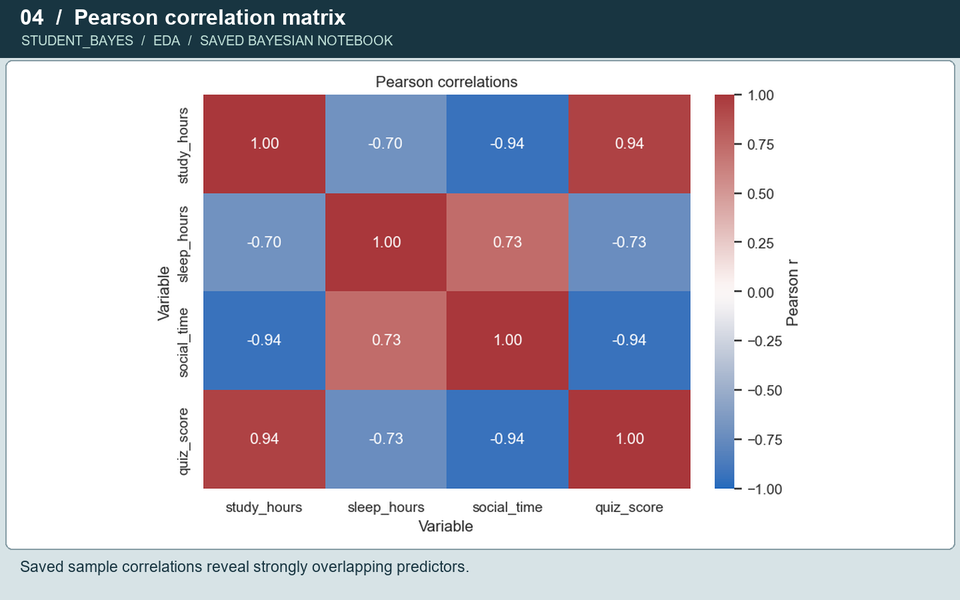 04 / Pearson correlation matrix
STUDENT_BAYES / EDA / SAVED BAYESIAN NOTEBOOK
Pearson correlations
study_hours
1.00 -0.70 -0.94 0.94
sleep_hours
-0.70 1.00 0.73 -0.73
social_time
-0.94 0.73 1.00 -0.94
quiz_score
0.94 -0.73 -0.94 1.00
Variable
study_hours sleep_hours social_time quiz_score
Variable
1.00
0.75
0.50
0.25
0.00
−0.25
−0.50
−0.75
−1.00
Pearson r
Saved sample correlations reveal strongly overlapping predictors.